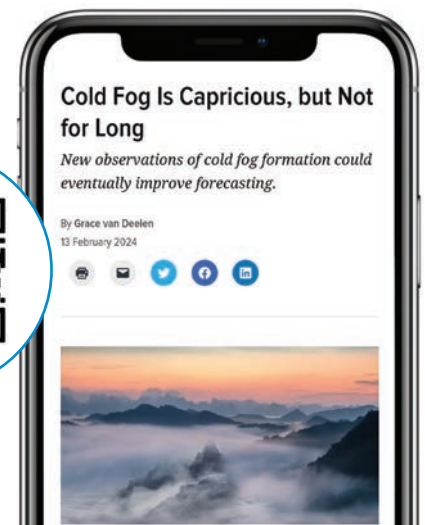 Cold Fog Is Capricious, but Not
for Long
New observations of cold fog formation could
eventually improve forecasting.
By Grace van Deelen
13 February 2024
in